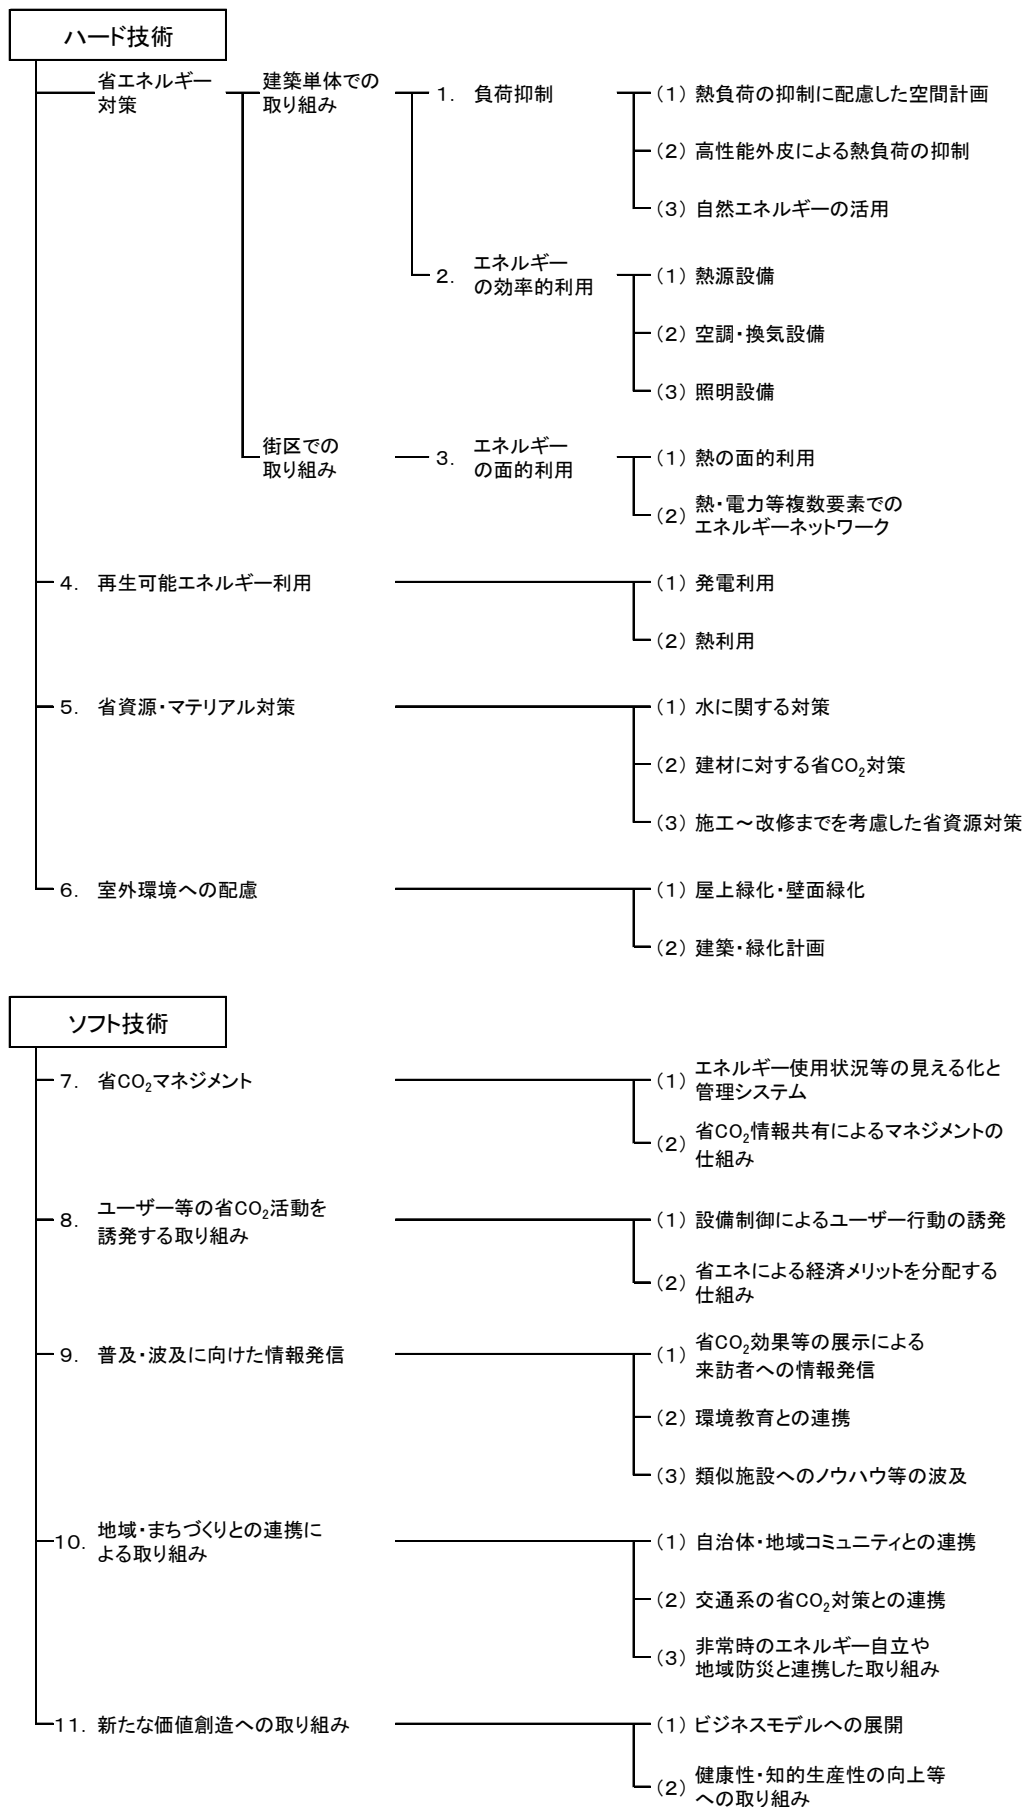 ハード技術
省エネルギー
対策
建築単体での
取り組み
1. 負荷抑制
(1) 熱負荷の抑制に配慮した空間計画
(2) 高性能外皮による熱負荷の抑制
(3) 自然エネルギーの活用
2. エネルギー
の効率的利用
(1) 熱源設備
(2) 空調・換気設備
(3) 照明設備
街区での
取り組み
3. エネルギー
の面的利用
(1) 熱の面的利用
(2) 熱・電力等複数要素での
エネルギーネットワーク
4. 再生可能エネルギー利用
(1) 発電利用
(2) 熱利用
5. 省資源・マテリアル対策
(1) 水に関する対策
(2) 建材に対する省CO₂対策
(3) 施工～改修までを考慮した省資源対策
6. 室外環境への配慮
(1) 屋上緑化・壁面緑化
(2) 建築・緑化計画
ソフト技術
7. 省CO₂マネジメント
(1) エネルギー使用状況等の見える化と
管理システム
(2) 省CO₂情報共有によるマネジメントの
仕組み
8. ユーザー等の省CO₂活動を
誘発する取り組み
(1) 設備制御によるユーザー行動の誘発
(2) 省エネによる経済メリットを分配する
仕組み
9. 普及・波及に向けた情報発信
(1) 省CO₂効果等の展示による
来訪者への情報発信
(2) 環境教育との連携
(3) 類似施設へのノウハウ等の波及
10. 地域・まちづくりとの連携に
よる取り組み
(1) 自治体・地域コミュニティとの連携
(2) 交通系の省CO₂対策との連携
(3) 非常時のエネルギー自立や
地域防災と連携した取り組み
11. 新たな価値創造への取り組み
(1) ビジネスモデルへの展開
(2) 健康性・知的生産性の向上等
への取り組み